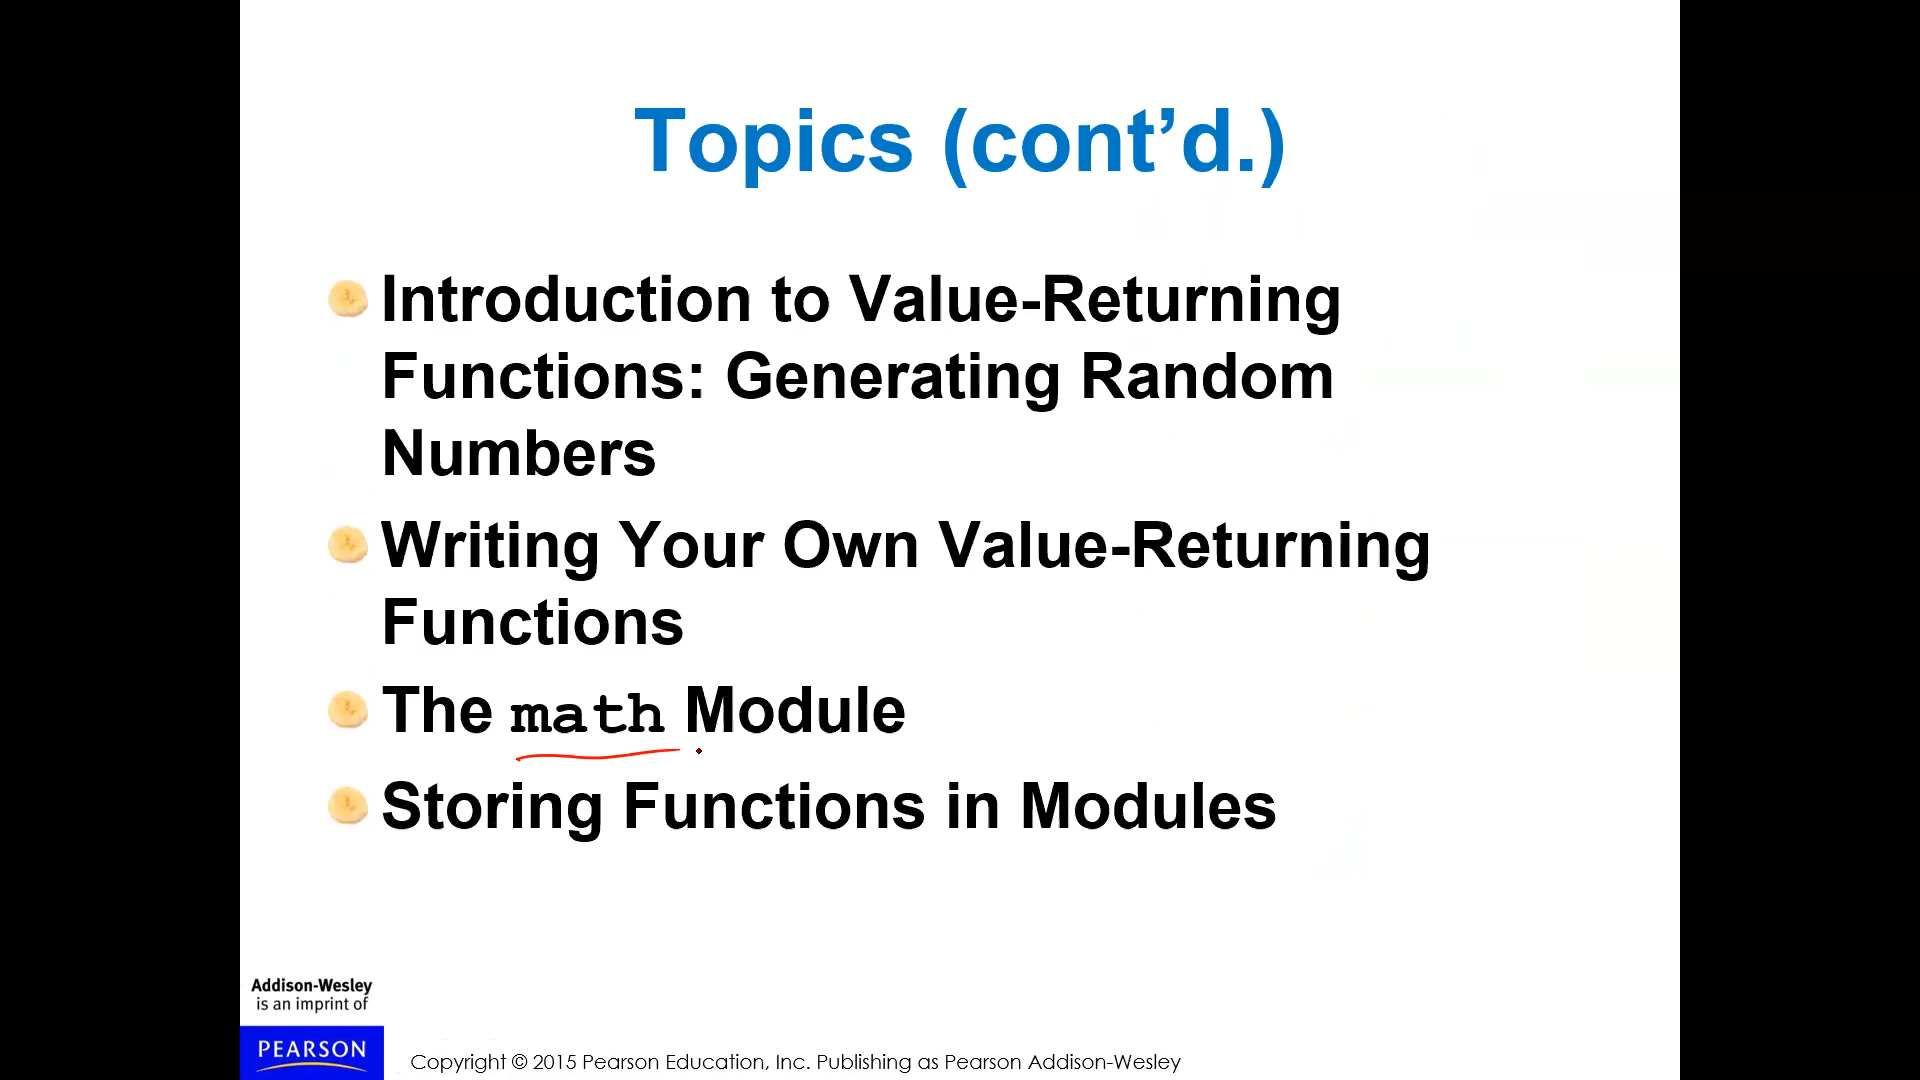 Topics (cont’d.)
Introduction to Value-Returning
Functions: Generating Random
Numbers
Writing Your Own Value-Returning
Functions
The math Module
Storing Functions in Modules
Addison-Wesley
is an imprint of
PEARSON
Copyright © 2015 Pearson Education, Inc. Publishing as Pearson Addison-Wesley